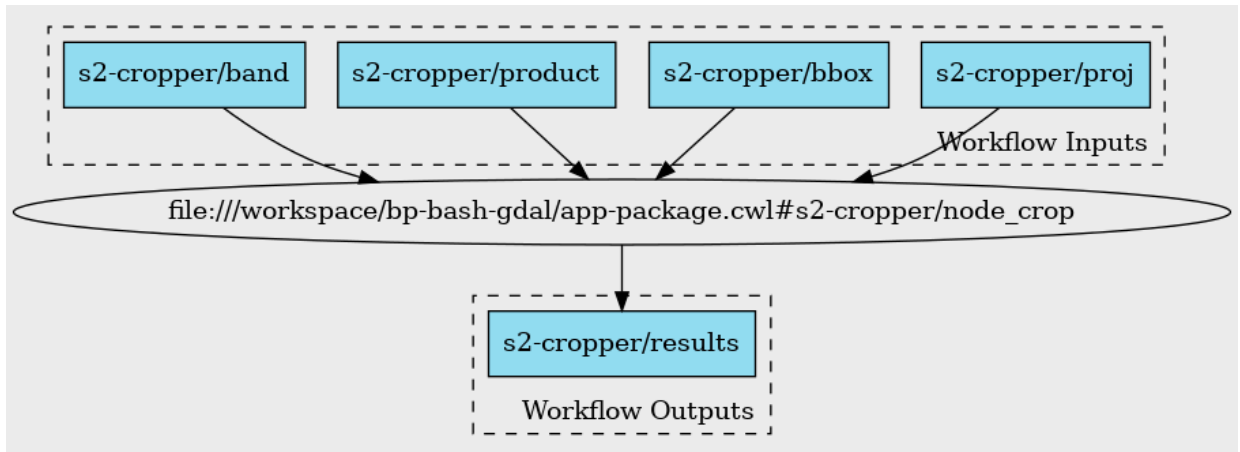 s2-cropper/band
s2-cropper/product
s2-cropper/bbox
s2-cropper/proj
Workflow Inputs
file:///workspace/bp-bash-gdal/app-package.cwl#s2-cropper/node_crop
s2-cropper/results
Workflow Outputs